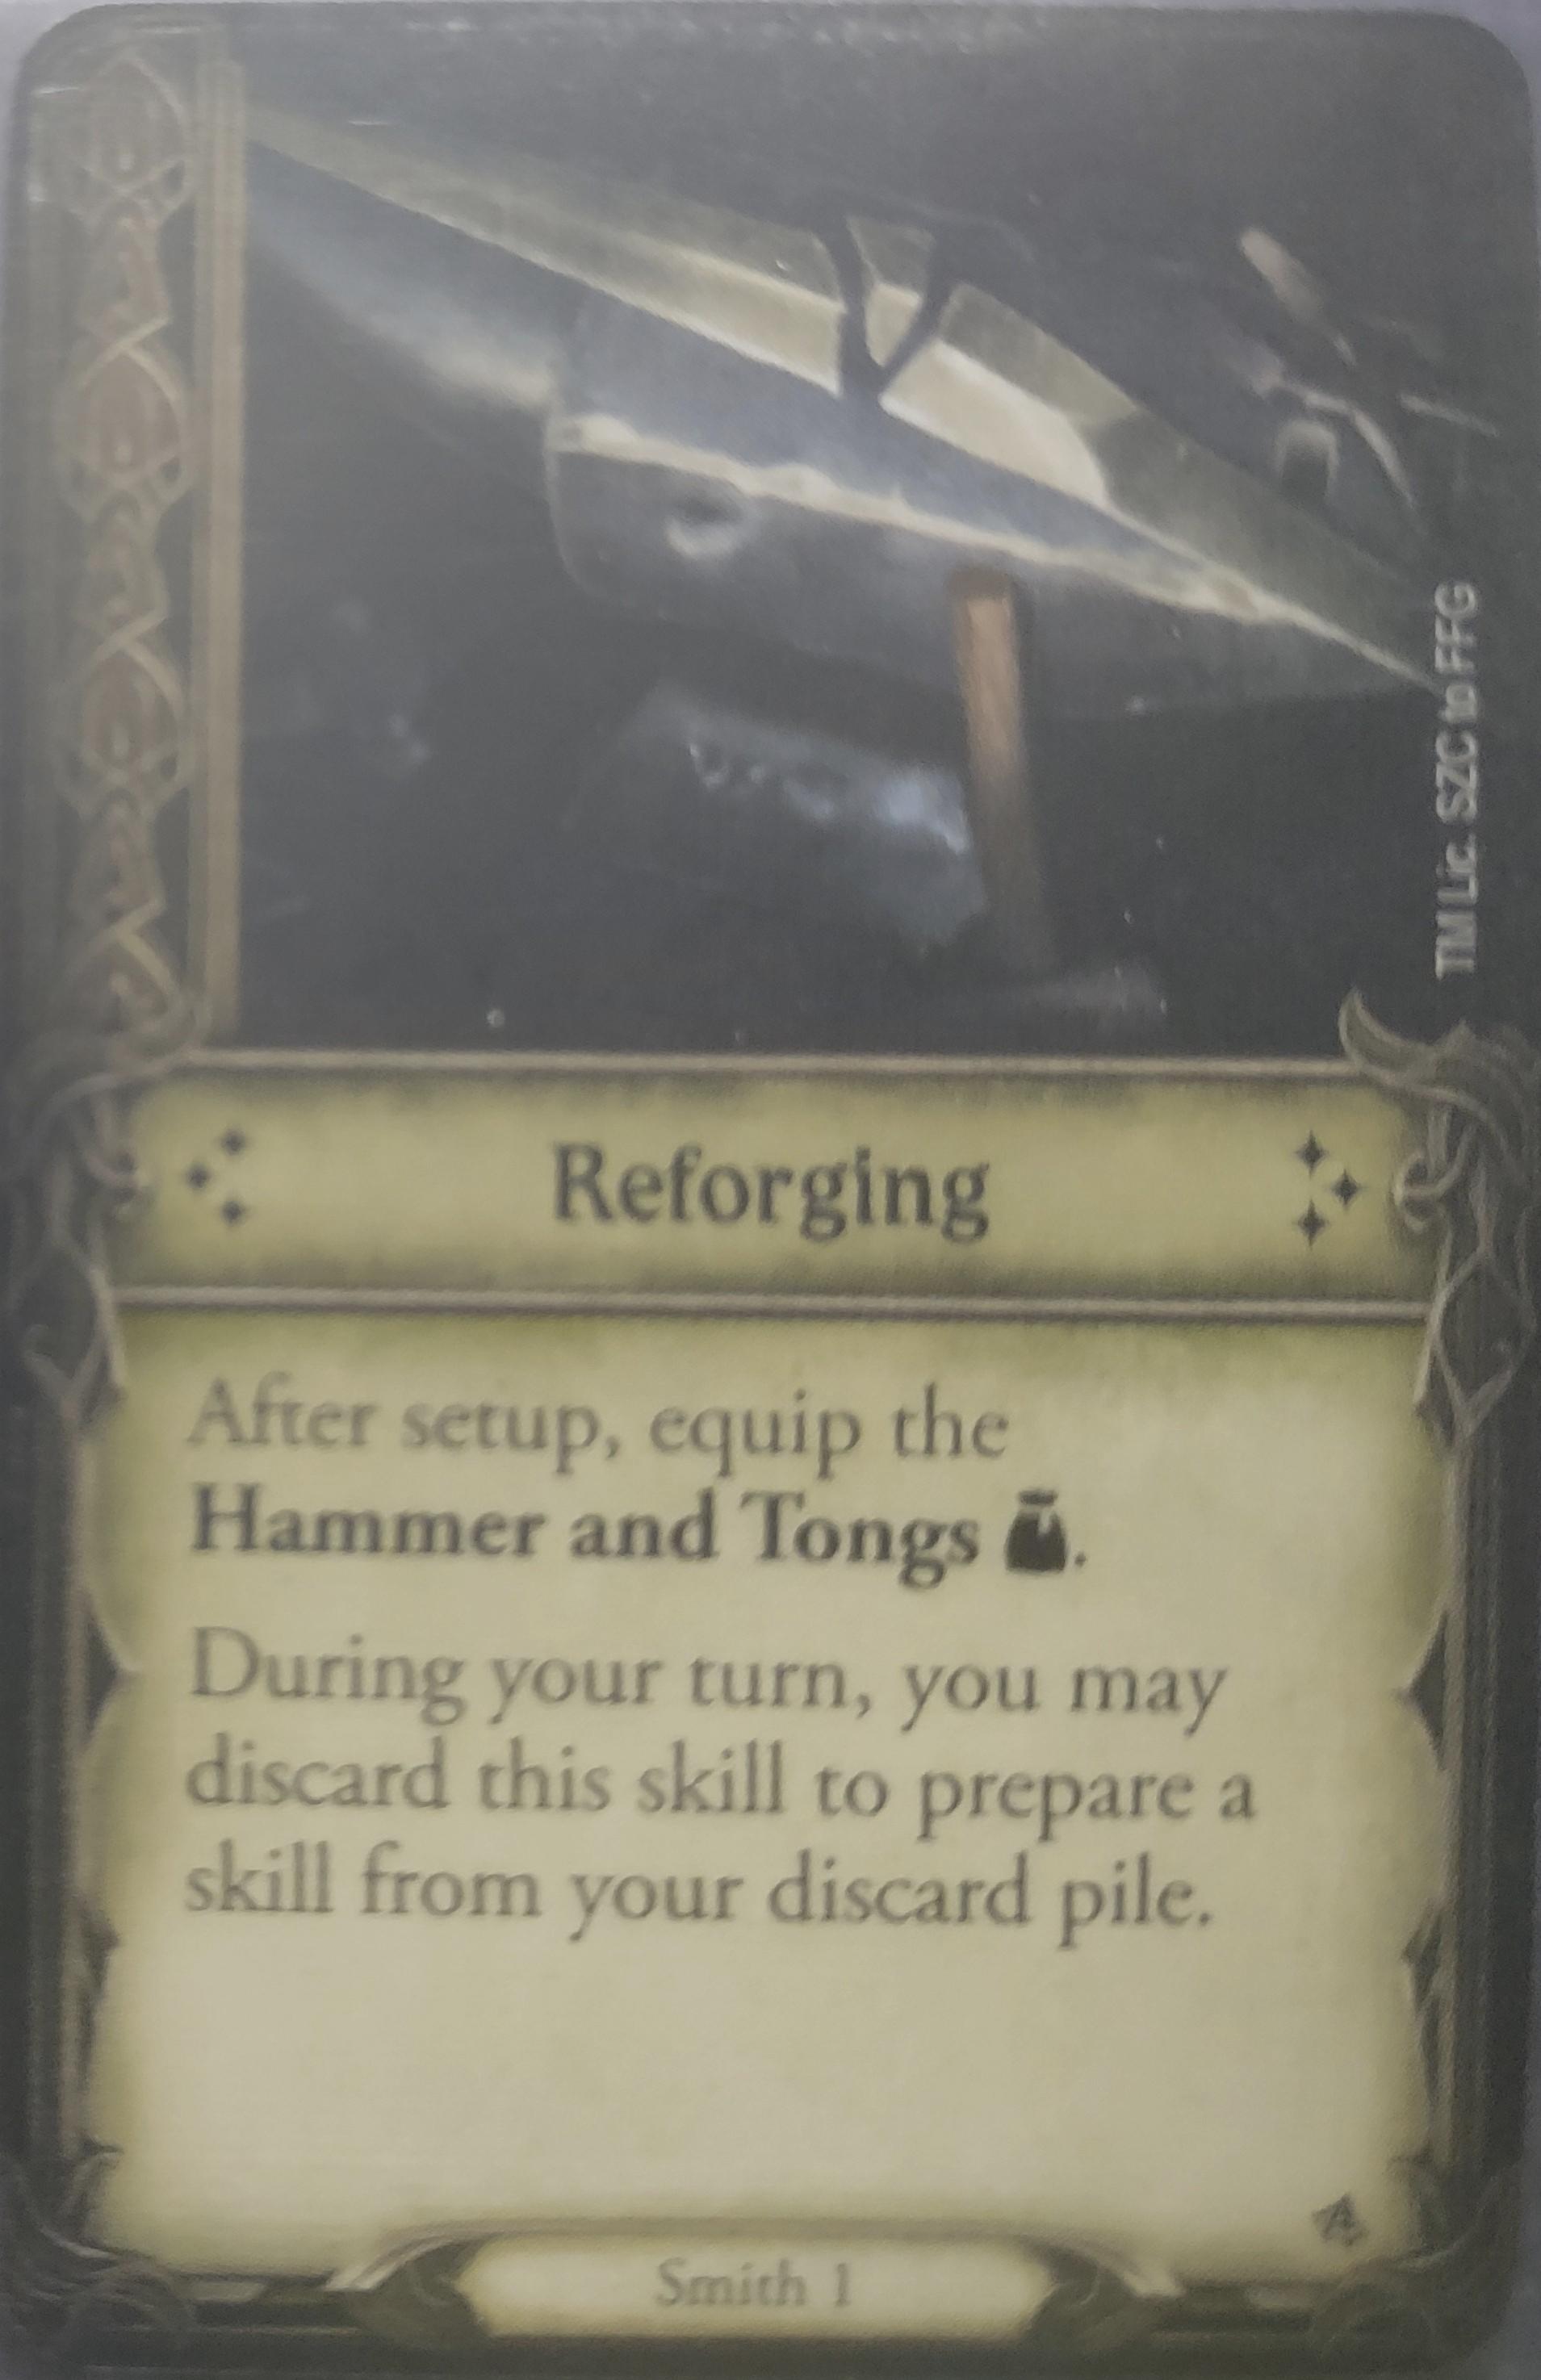 TM Lic. SZC to FFG
Reforging
After setup, equip the
Hammer and Tongs.
During your turn, you may
discard this skill to prepare a
skill from your discard pile.
Smith 1